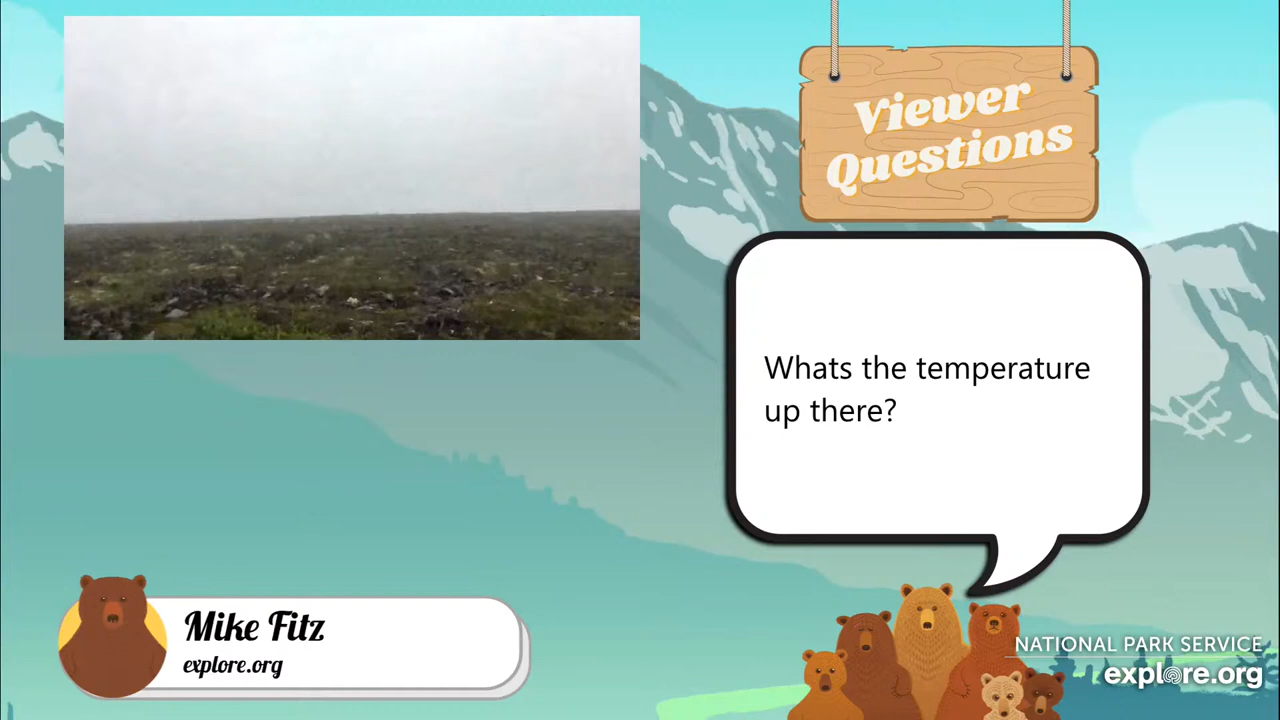 Viewer
Questions
Whats the temperature
up there?
Mike Fitz
explore.org
NATIONAL PARK SERVICE
explore.org